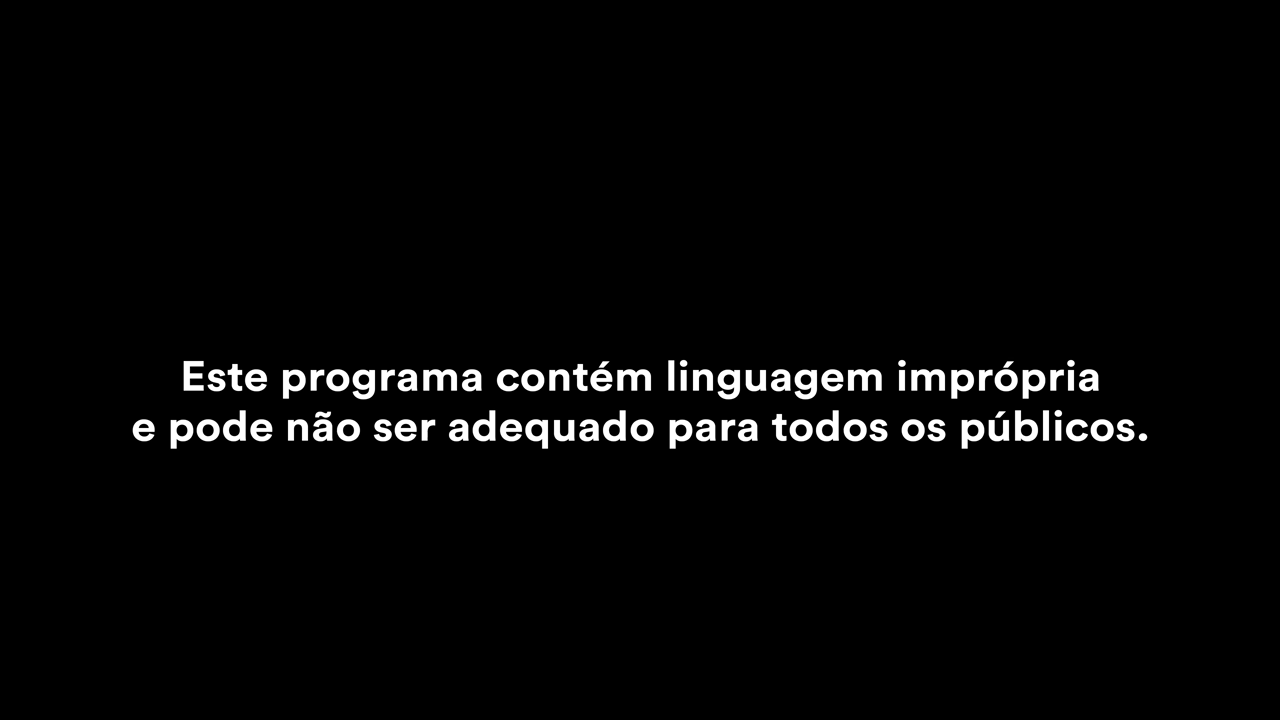 Este programa contém linguagem imprópria
e pode não ser adequado para todos os públicos.